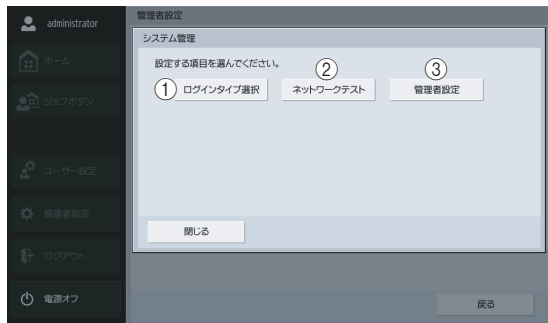 administrator
ホーム
ジョブボタン
ユーザー設定
管理者設定
ログアウト
電源オフ
管理者設定
システム管理
設定する項目を選んでください。
① ログインタイプ選択
② ネットワークテスト
③ 管理者設定
閉じる
戻る